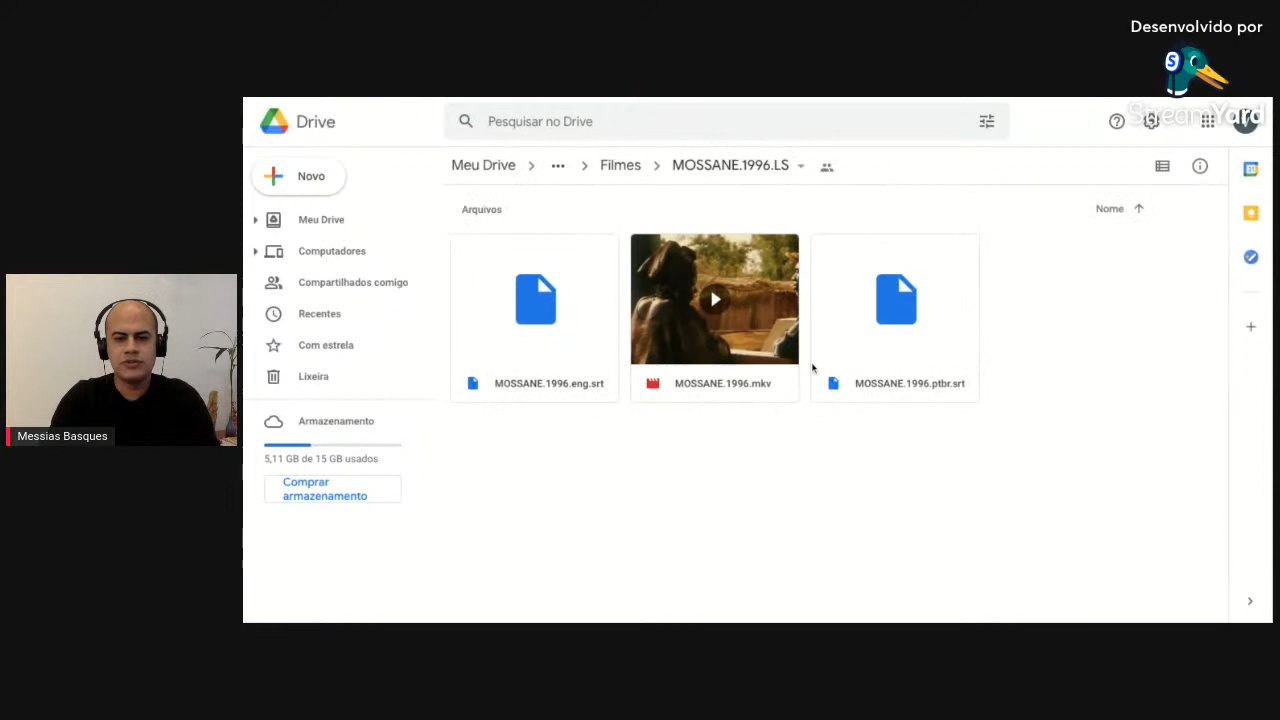 Desenvolvido por
S
StreamYard
Drive
Pesquisar no Drive
Novo
Meu Drive
Filmes
MOSSANE.1996.LS
Meu Drive
Computadores
Compartilhados comigo
Recentes
Com estrela
Lixeira
Armazenamento
5,11 GB de 15 GB usados
Comprar
armazenamento
Arquivos
Nome
MOSSANE.1996.eng.srt
MOSSANE.1996.mkv
MOSSANE.1996.ptbr.srt
31
Messias Basques